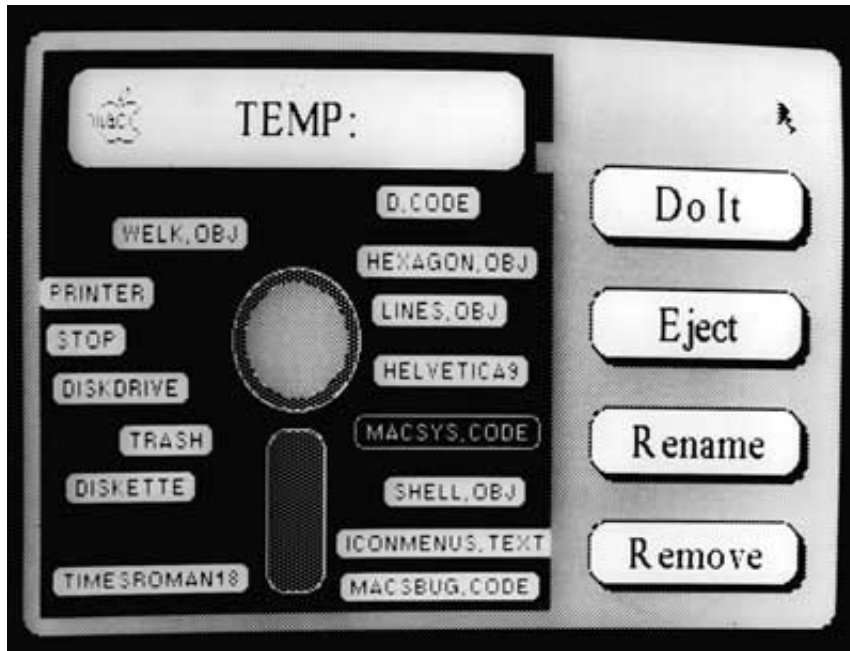 TEMP:
D.CODE
WELK.OBJ
HEXAGON.OBJ
PRINTER
LINES.OBJ
STOP
HELVETICA9
DISKDRIVE
MACSYS.CODE
TRASH
DISKETTE
SHELL.OBJ
ICONMENUS.TEXT
TIMESROMAN18
MACSBUG.CODE
Do It
Eject
Rename
Remove